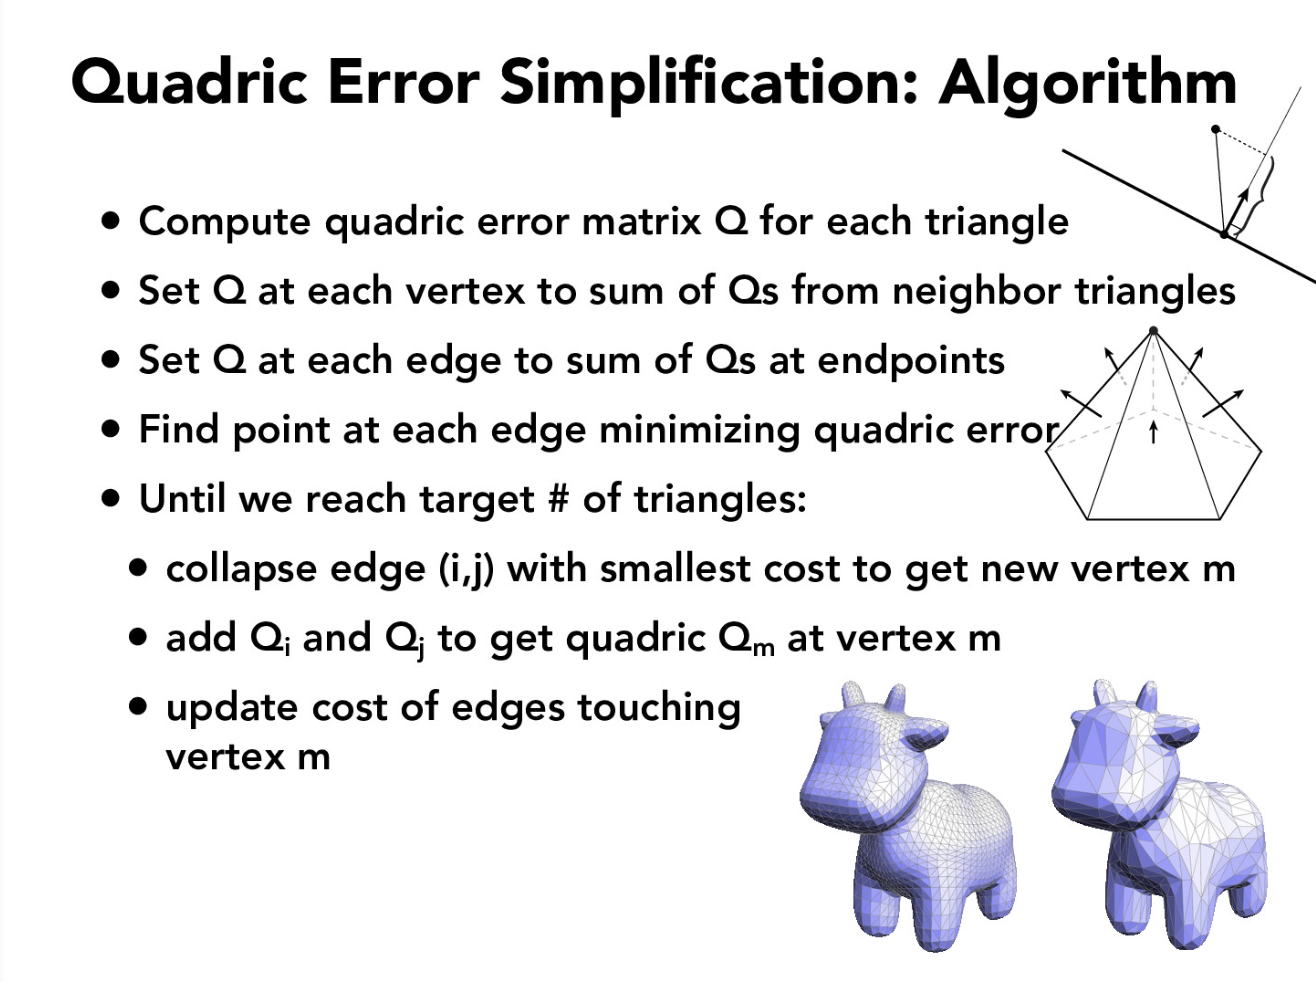 Quadric Error Simplification: Algorithm
• Compute quadric error matrix Q for each triangle
• Set Q at each vertex to sum of Qs from neighbor triangles
• Set Q at each edge to sum of Qs at endpoints
• Find point at each edge minimizing quadric error
• Until we reach target # of triangles:
• collapse edge (i,j) with smallest cost to get new vertex m
• add Qi and Qj to get quadric Qm at vertex m
• update cost of edges touching
vertex m